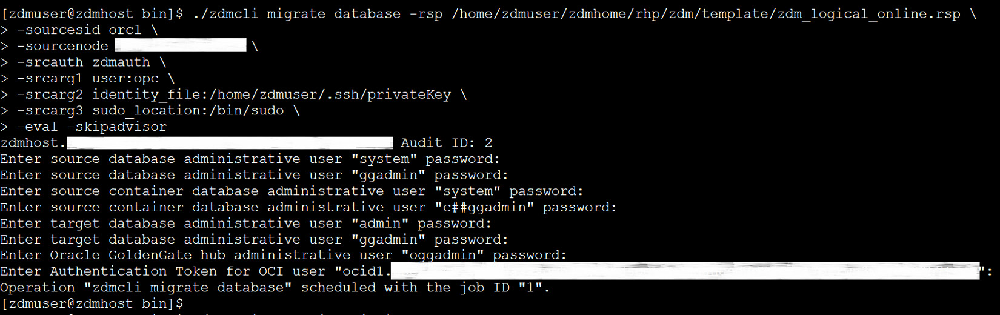 [zdmuser@zdmhost bin]$ ./zdmcli migrate database -rsp /home/zdmuser/zdmhome/rhp/zdm/template/zdm_logical_online.rsp \
> -sourcesid orcl \
> -sourcenode \
> -srcauth zdmauth \
> -srcarg1 user:opc \
> -srcarg2 identity_file:/home/zdmuser/.ssh/privateKey \
> -srcarg3 sudo_location:/bin/sudo \
> -eval -skipadvisor
zdmhost. Audit ID: 2
Enter source database administrative user "system" password:
Enter source database administrative user "ggadmin" password:
Enter source container database administrative user "system" password:
Enter source container database administrative user "c##ggadmin" password:
Enter target database administrative user "admin" password:
Enter target database administrative user "ggadmin" password:
Enter Oracle GoldenGate hub administrative user "oggadmin" password:
Enter Authentication Token for OCI user "ocid1. ":
Operation "zdmcli migrate database" scheduled with the job ID "1".
[zdmuser@zdmhost bin]$